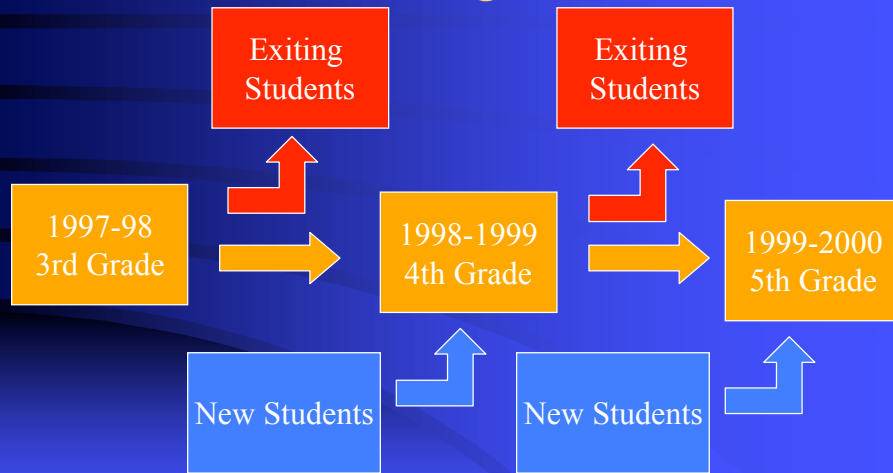 Exiting
Students
Exiting
Students
1997-98
3rd Grade
1998-1999
4th Grade
1999-2000
5th Grade
New Students
New Students